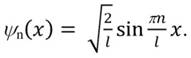 ψₙ(x) = √(2/l) sin (πn/l) x.